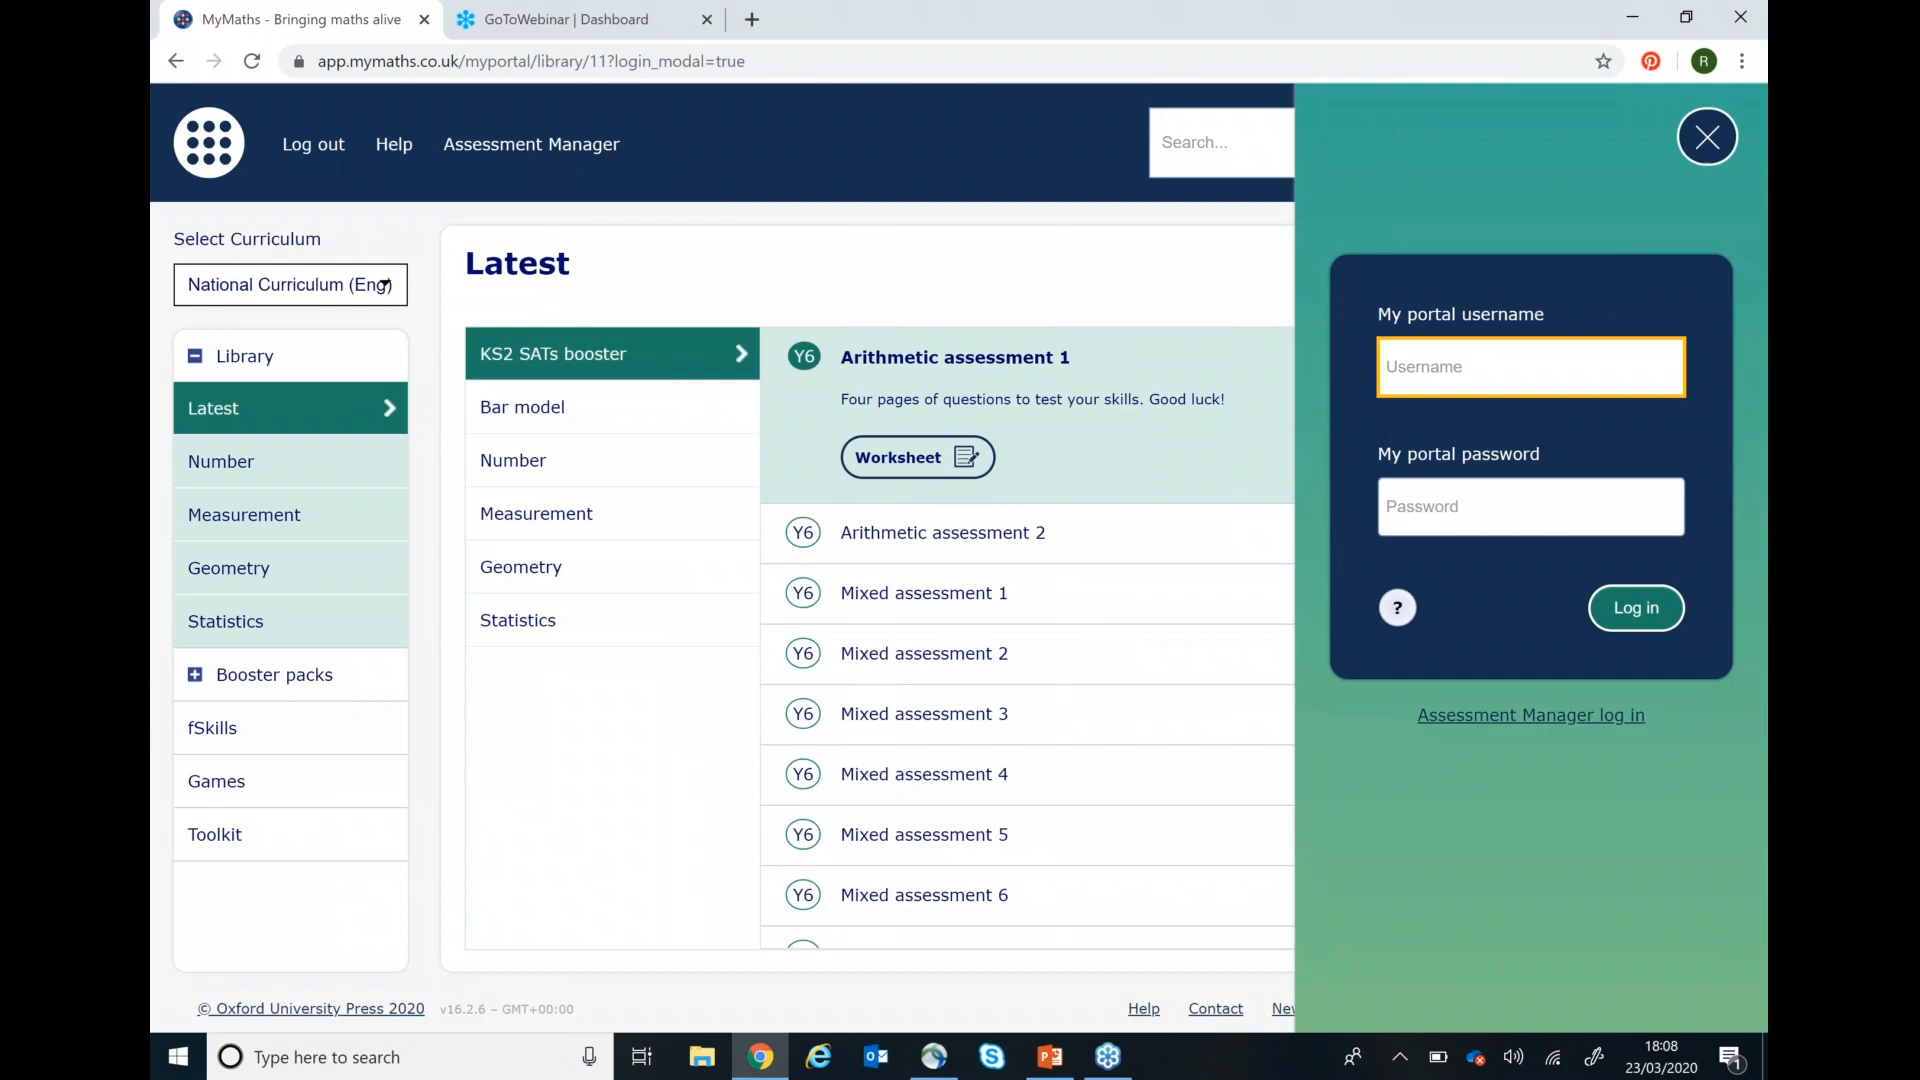 MyMaths - Bringing maths alive
GoToWebinar | Dashboard
app.mymaths.co.uk/myportal/library/11?login_modal=true
R
Log out
Help
Assessment Manager
Search...
Select Curriculum
National Curriculum (Eng)
Library
Latest
Number
Measurement
Geometry
Statistics
Booster packs
fSkills
Games
Toolkit
Latest
KS2 SATs booster
Bar model
Number
Measurement
Geometry
Statistics
Y6 Arithmetic assessment 1
Four pages of questions to test your skills. Good luck!
Worksheet
Y6 Arithmetic assessment 2
Y6 Mixed assessment 1
Y6 Mixed assessment 2
Y6 Mixed assessment 3
Y6 Mixed assessment 4
Y6 Mixed assessment 5
Y6 Mixed assessment 6
My portal username
Username
My portal password
Password
?
Log in
Assessment Manager log in
© Oxford University Press 2020
v16.2.6 – GMT+00:00
Help
Contact
Type here to search
18:08
23/03/2020
1